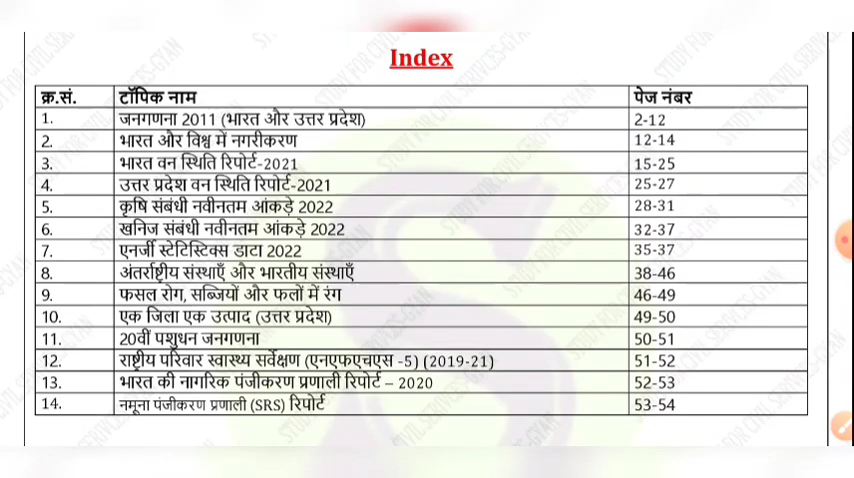 Index
क्र.सं. टॉपिक नाम पेज नंबर
1. जनगणना 2011 (भारत और उत्तर प्रदेश) 2-12
2. भारत और विश्व में नगरीकरण 12-14
3. भारत वन स्थिति रिपोर्ट-2021 15-25
4. उत्तर प्रदेश वन स्थिति रिपोर्ट-2021 25-27
5. कृषि संबंधी नवीनतम आंकड़े 2022 28-31
6. खनिज संबंधी नवीनतम आंकड़े 2022 32-37
7. एनर्जी स्टेटिस्टिक्स डाटा 2022 35-37
8. अंतर्राष्ट्रीय संस्थाएँ और भारतीय संस्थाएँ 38-46
9. फसल रोग, सब्जियों और फलों में रंग 46-49
10. एक जिला एक उत्पाद (उत्तर प्रदेश) 49-50
11. 20वीं पशुधन जनगणना 50-51
12. राष्ट्रीय परिवार स्वास्थ्य सर्वेक्षण (एनएफएचएस -5) (2019-21) 51-52
13. भारत की नागरिक पंजीकरण प्रणाली रिपोर्ट – 2020 52-53
14. नमूना पंजीकरण प्रणाली (SRS) रिपोर्ट 53-54